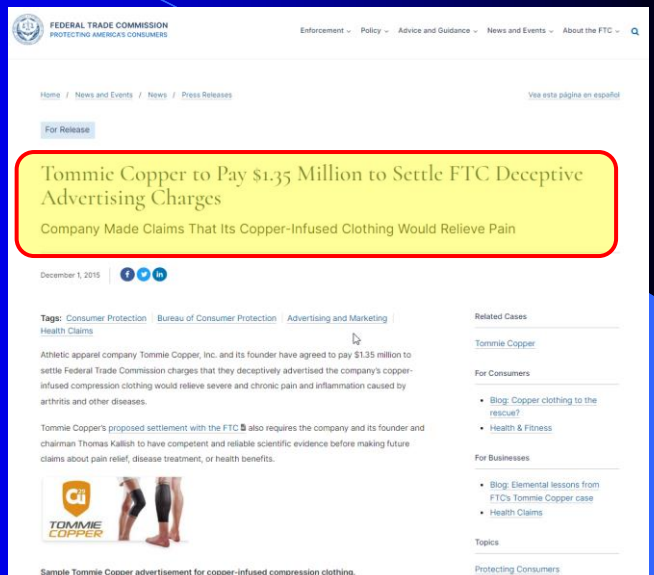 FEDERAL TRADE COMMISSION
PROTECTING AMERICA'S CONSUMERS
Enforcement Policy Advice and Guidance News and Events About the FTC
Home / News and Events / News / Press Releases
Vea esta página en español
For Release
Tommie Copper to Pay $1.35 Million to Settle FTC Deceptive
Advertising Charges
Company Made Claims That Its Copper-Infused Clothing Would Relieve Pain
December 1, 2015
Tags: Consumer Protection | Bureau of Consumer Protection | Advertising and Marketing |
Health Claims
Athletic apparel company Tommie Copper, Inc. and its founder have agreed to pay $1.35 million to
settle Federal Trade Commission charges that they deceptively advertised the company's copper-
infused compression clothing would relieve severe and chronic pain and inflammation caused by
arthritis and other diseases.
Tommie Copper's proposed settlement with the FTC also requires the company and its founder and
chairman Thomas Kallish to have competent and reliable scientific evidence before making future
claims about pain relief, disease treatment, or health benefits.
Cu
TOMMIE
COPPER
Sample Tommie Copper advertisement for copper-infused compression clothing.
Related Cases
Tommie Copper
For Consumers
Blog: Copper clothing to the
rescue?
Health & Fitness
For Businesses
Blog: Elemental lessons from
FTC's Tommie Copper case
Health Claims
Topics
Protecting Consumers